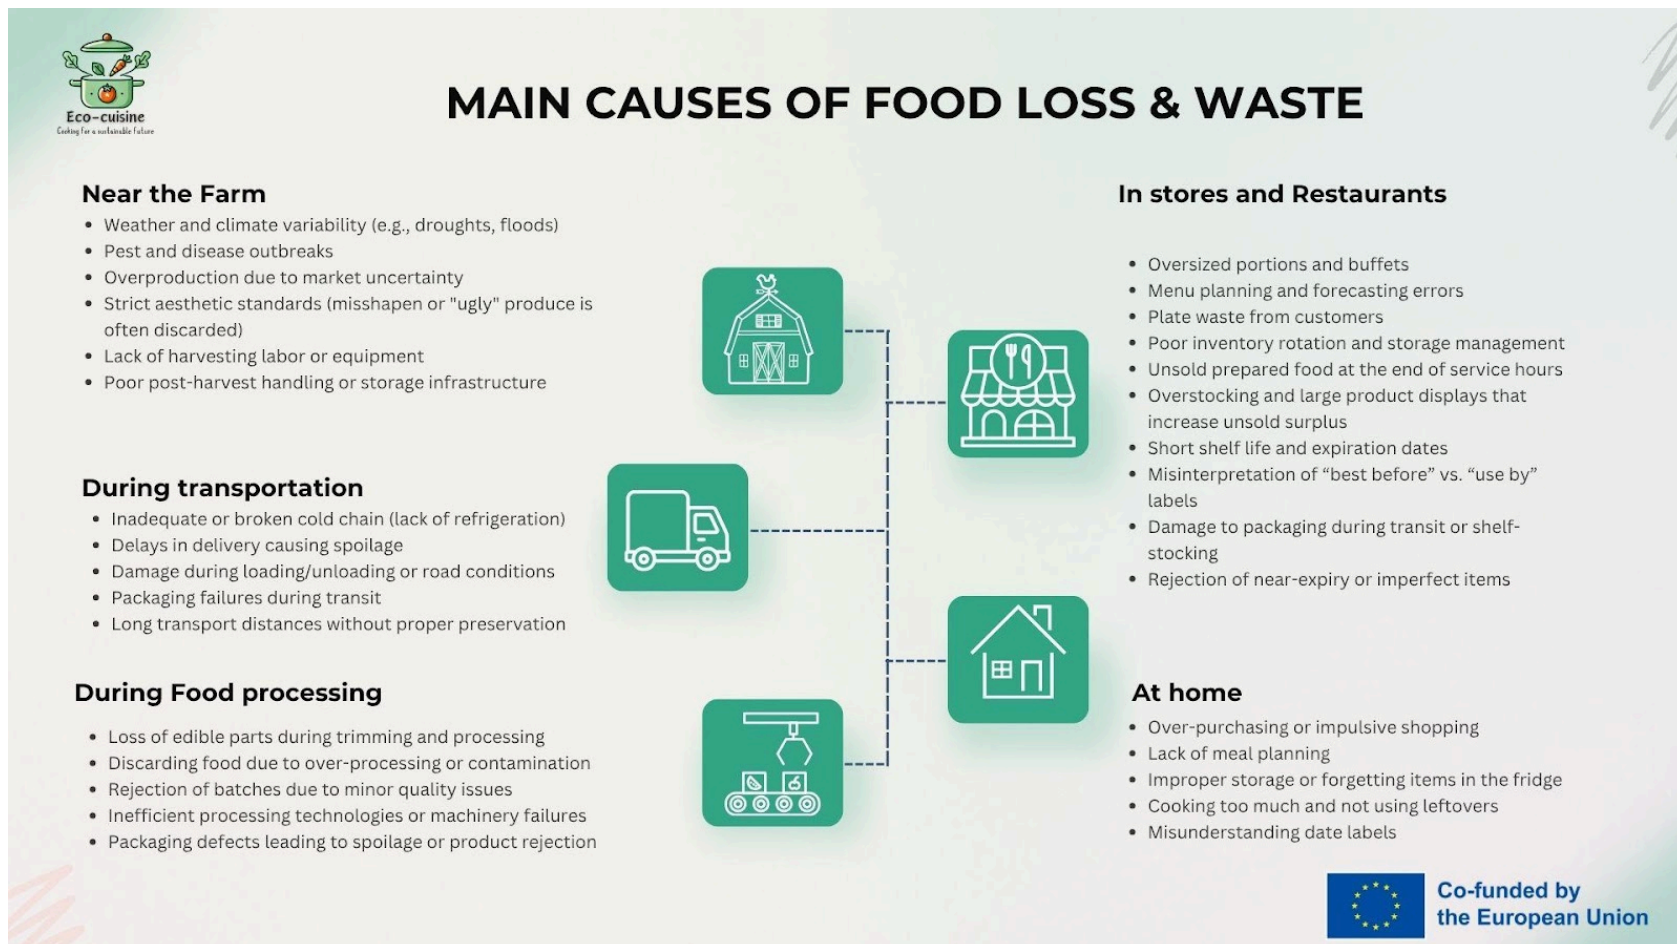 Eco-cuisine
Cooking for a sustainable future
MAIN CAUSES OF FOOD LOSS & WASTE
Near the Farm
• Weather and climate variability (e.g., droughts, floods)
• Pest and disease outbreaks
• Overproduction due to market uncertainty
• Strict aesthetic standards (misshapen or "ugly" produce is
often discarded)
• Lack of harvesting labor or equipment
• Poor post-harvest handling or storage infrastructure
During transportation
• Inadequate or broken cold chain (lack of refrigeration)
• Delays in delivery causing spoilage
• Damage during loading/unloading or road conditions
• Packaging failures during transit
• Long transport distances without proper preservation
During Food processing
• Loss of edible parts during trimming and processing
• Discarding food due to over-processing or contamination
• Rejection of batches due to minor quality issues
• Inefficient processing technologies or machinery failures
• Packaging defects leading to spoilage or product rejection
In stores and Restaurants
• Oversized portions and buffets
• Menu planning and forecasting errors
• Plate waste from customers
• Poor inventory rotation and storage management
• Unsold prepared food at the end of service hours
• Overstocking and large product displays that
increase unsold surplus
• Short shelf life and expiration dates
• Misinterpretation of “best before” vs. “use by”
labels
• Damage to packaging during transit or shelf-
stocking
• Rejection of near-expiry or imperfect items
At home
• Over-purchasing or impulsive shopping
• Lack of meal planning
• Improper storage or forgetting items in the fridge
• Cooking too much and not using leftovers
• Misunderstanding date labels
Co-funded by
the European Union